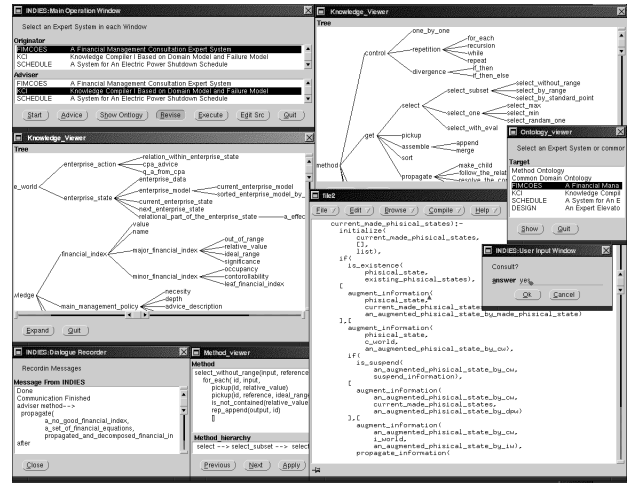 INDIES:Main Operation Window
Select an Expert System in each Window
Originator
FIMCOES A Financial Management Consultation Expert System
KCI Knowledge Compiler I Based on Domain Model and Failure Model
SCHEDULE A System for An Electric Power Shutdown Schedule
Adviser
FIMCOES A Financial Management Consultation Expert System
KCI Knowledge Compiler I Based on Domain Model and Failure Model
SCHEDULE A System for An Electric Power Shutdown Schedule
Start Advice Show Ontlogy Revise Execute Egit Src Quit
Knowledge_Viewer
Tree
one_by_one
for_each
recursion
while
repeat
repetition
control
if_then
if_then_else
divergence
select_without_range
select_by_range
select_by_standard_point
select_subset
select
select_max
select_min
select_randam_one
select_one
select_with_eval
get
pickup
append
merge
assemble
sort
method
make_child
follow_the_relat
resolve_the_com
propagate
Knowledge_Viewer
Tree
relation_within_enterprise_state
cpa_advice
q_a_from_cpa
enterprise_action
enterprise_data
e_world
enterprise_model
current_enterprise_model
sorted_enterprise_model_by_
enterprise_state
current_enterprise_state
next_enterprise_state
relational_part_of_the_enterprise_state
a_effec
value
name
out_of_range
relative_value
ideal_range
significance
major_financial_index
financial_index
occupancy
contorollability
leaf_financial_index
minor_financial_index
wledge
necesity
depth
advice_description
main_management_policy
Expand Quit
Ontology_viewer
Select an Expert System or commor
Target
Method Ontology
Common Domain Ontology
FIMCOES A Financial Mana
KCI Knowledge Compil
SCHEDULE A System for An E
DESIGN An Expert Elevato
Show Quit
file2
File Edit Browse Compile Help
current_made_phisical_states):-
initialize(
current_made_phisical_states,
[],
list),
if(
is_existence(
phisical_state,
existing_phisical_states),
[
augment_information(
phisical_state,
current_made_phisical_state
an_augmented_phisical_state_by_made_phisical_state)
],[
augment_information(
phisical_state,
c_world,
an_augmented_phisical_state_by_cw),
if(
is_suspend(
an_augmented_phisical_state_by_cw,
suspend_information),
[
augment_information(
an_augmented_phisical_state_by_cw,
current_made_phisical_states,
an_augmented_phisical_state_by_dpw)
],[
augment_information(
an_augmented_phisical_state_by_cw,
i_world,
an_augmented_phisical_state_by_iw),
propagate_information(
INDIES:User Input Window
Consult?
answer yes
Ok Cancel
INDIES:Dialogue Recorder
Recordin Messages
Message From INDIES
Done
Communication Finished
adviser method-->
propagate(
a_no_good_financial_index,
a_set_of_financial_equations,
propagated_and_decomposed_financial_in
after
Close
Method_viewer
Method
select_without_range(input, reference
for_each( id, input,
pickup(id, relative_value)
pickup(id, reference, ideal_range
is_not_contained(relative_value
rep_append(output, id)
[]
Method_hierarchy
select --> select_subset --> select
Previous Next Apply